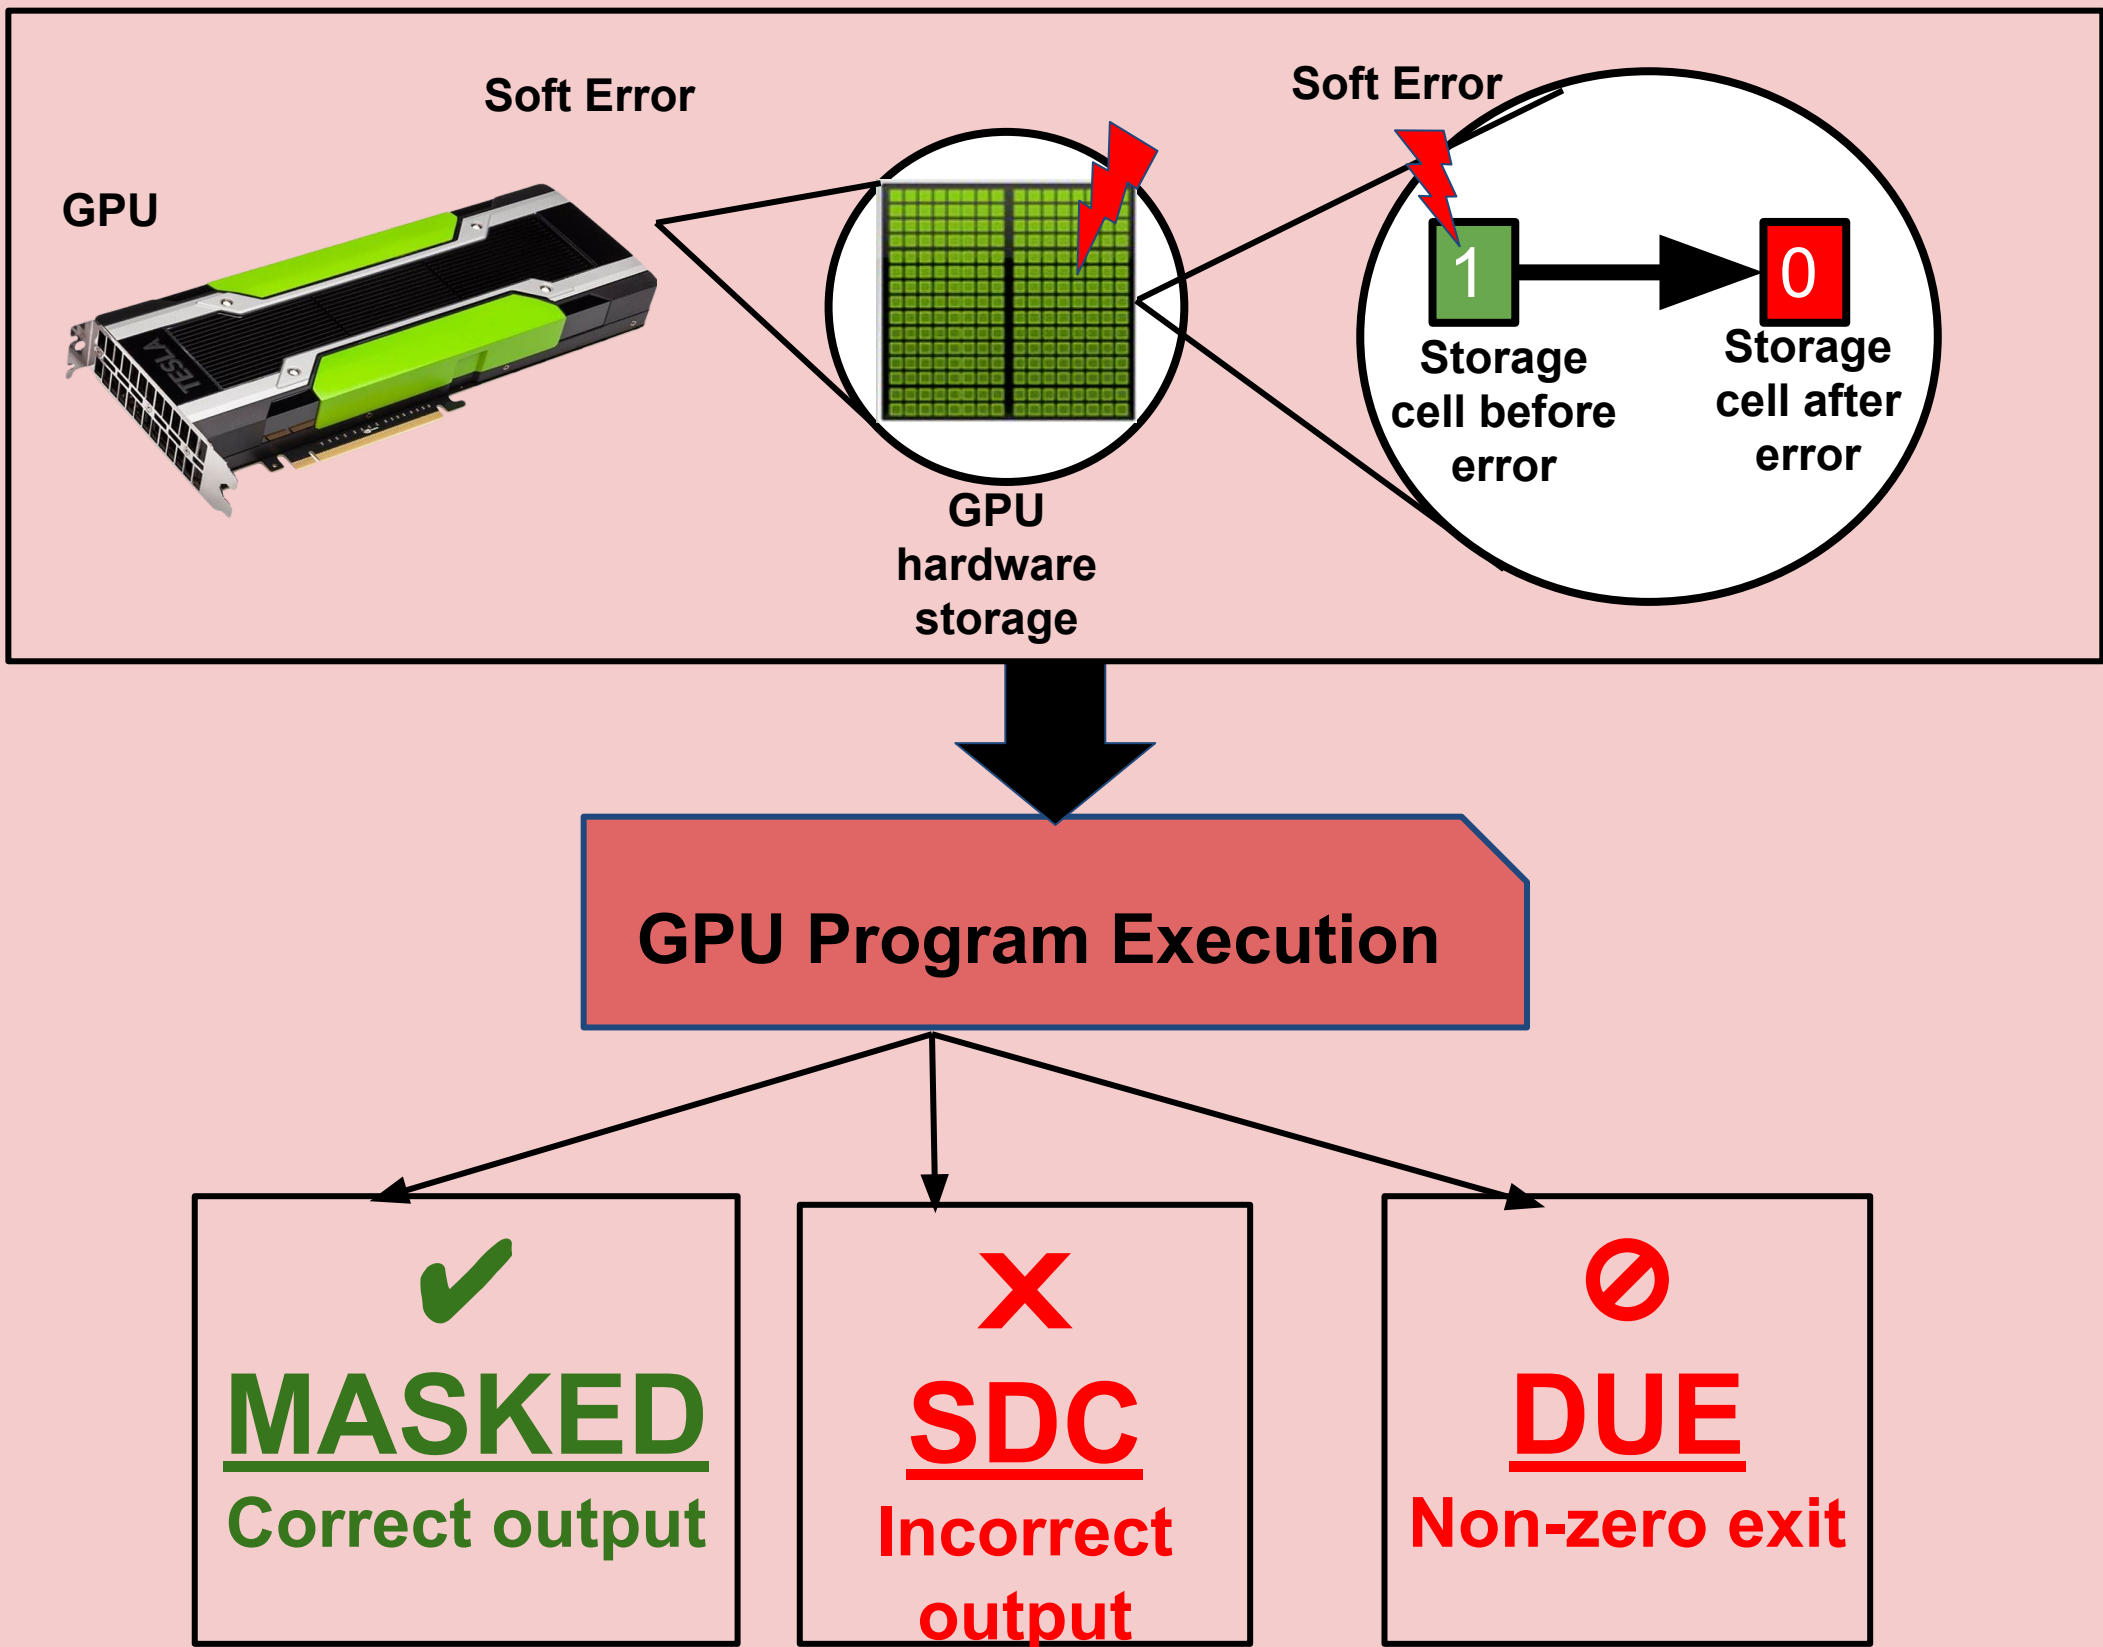 Soft Error
Soft Error
GPU
TESLA
1
0
Storage
cell before
error
Storage
cell after
error
GPU
hardware
storage
GPU Program Execution
✔
MASKED
Correct output
X
SDC
Incorrect
output
DUE
Non-zero exit